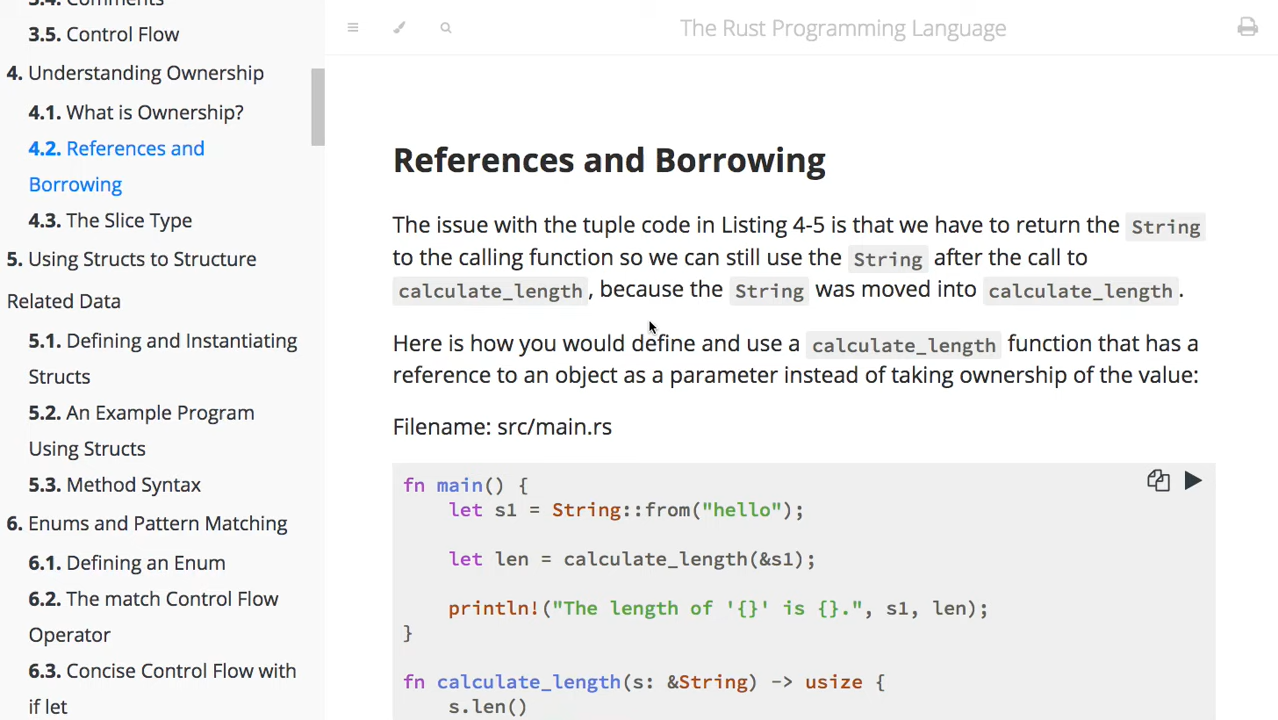 3.4. Comments
3.5. Control Flow
4. Understanding Ownership
4.1. What is Ownership?
4.2. References and
Borrowing
4.3. The Slice Type
5. Using Structs to Structure
Related Data
5.1. Defining and Instantiating
Structs
5.2. An Example Program
Using Structs
5.3. Method Syntax
6. Enums and Pattern Matching
6.1. Defining an Enum
6.2. The match Control Flow
Operator
6.3. Concise Control Flow with
if let
The Rust Programming Language
References and Borrowing
The issue with the tuple code in Listing 4-5 is that we have to return the String
to the calling function so we can still use the String after the call to
calculate_length, because the String was moved into calculate_length.
Here is how you would define and use a calculate_length function that has a
reference to an object as a parameter instead of taking ownership of the value:
Filename: src/main.rs
fn main() {
    let s1 = String::from("hello");
    let len = calculate_length(&s1);
    println!("The length of '{}' is {}.", s1, len);
}
fn calculate_length(s: &String) -> usize {
    s.len()